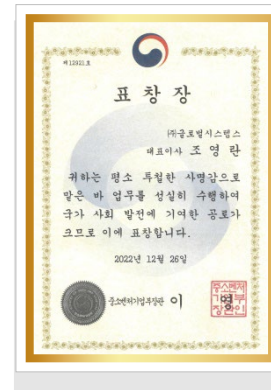 제12921호
표창장
㈜글로벌시스템스
대표이사 조영란
귀하는 평소 투철한 사명감으로
맡은 바 업무를 성실히 수행하여
국가 사회 발전에 기여한 공로가
크므로 이에 표창합니다.
2022년 12월 26일
중소벤처기업부장관 이 영